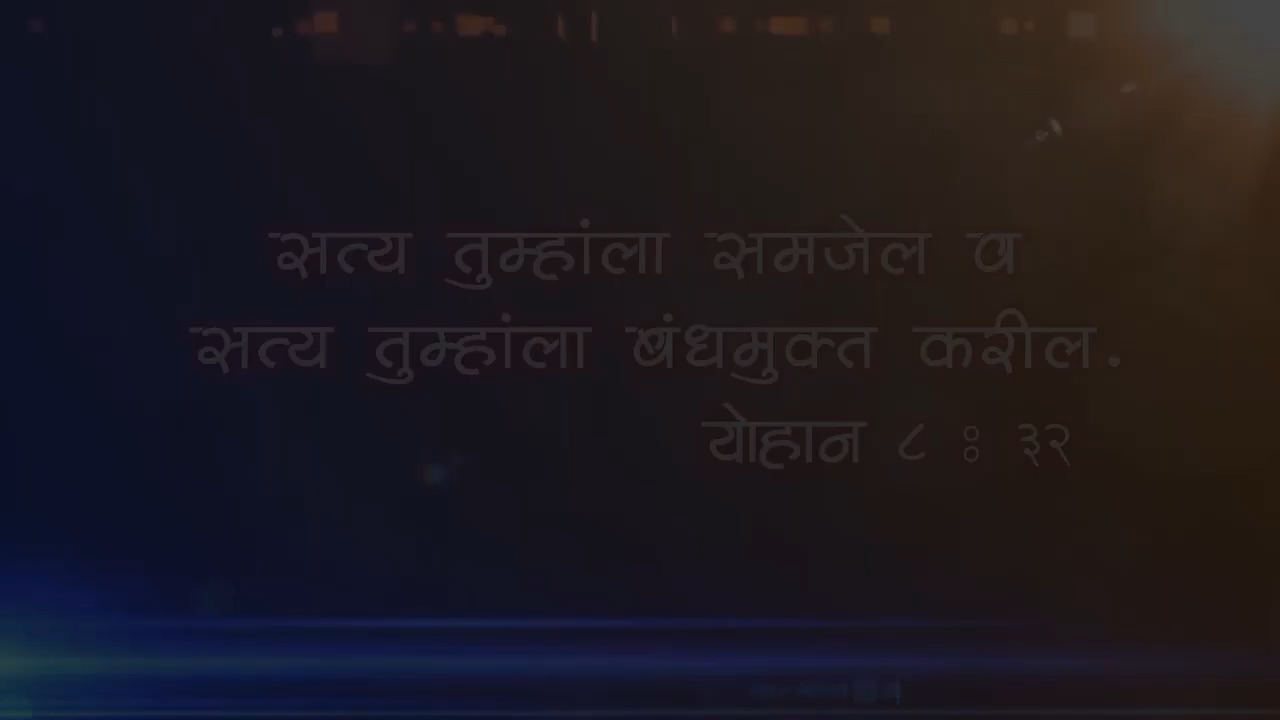 सत्य तुम्हांला समजेल व
सत्य तुम्हांला बंधमुक्त करील.
योहान ८ : ३२